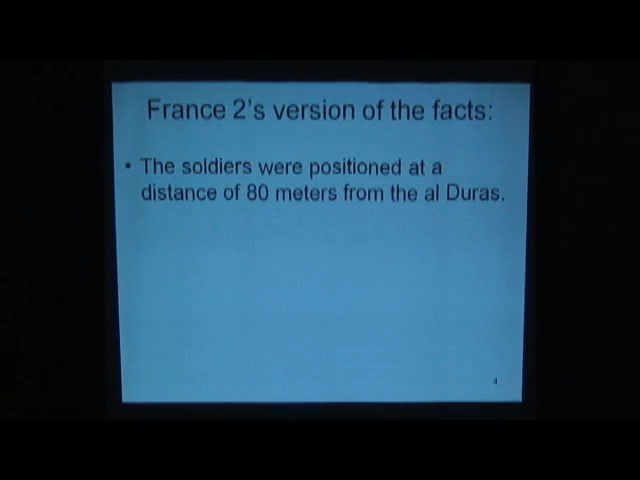 France 2's version of the facts:
• The soldiers were positioned at a
distance of 80 meters from the al Duras.
4